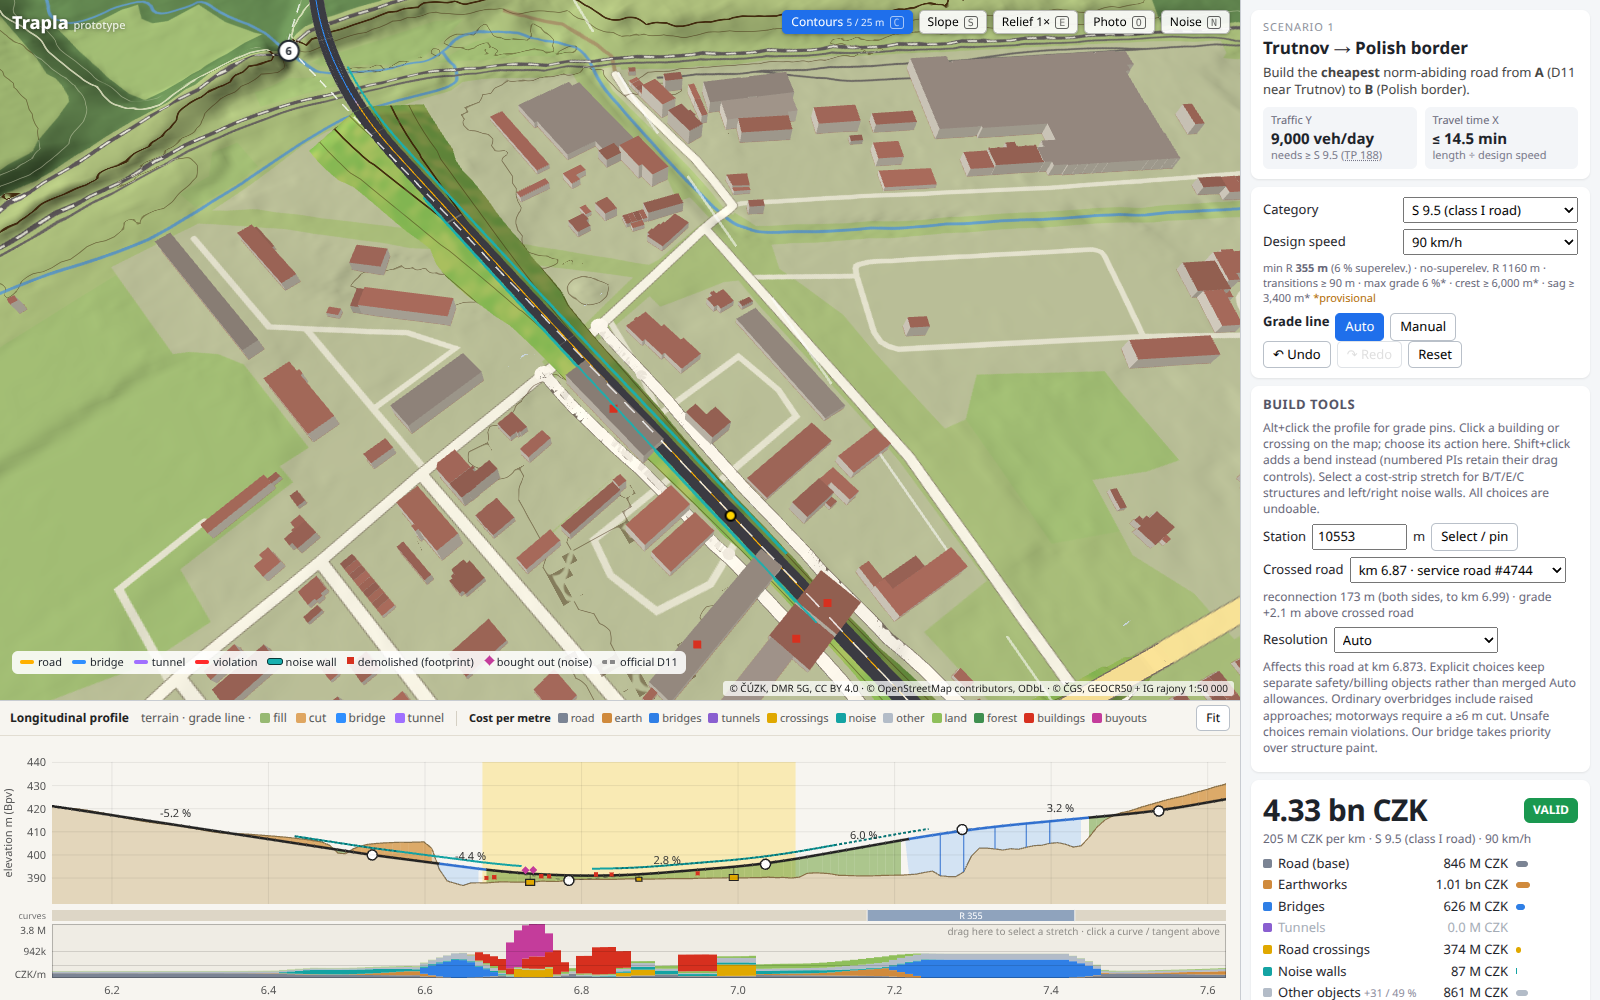 Trapla prototype
6
Contours 5 / 25 m C
Slope S
Relief 1× E
Photo O
Noise N
road
bridge
tunnel
violation
noise wall
demolished (footprint)
bought out (noise)
official D11
© ČÚZK, DMR 5G, CC BY 4.0 · © OpenStreetMap contributors, ODbL · © ČGS, GEOCR50 + IG rajony 1:50 000
Longitudinal profile
terrain · grade line ·
fill
cut
bridge
tunnel
Cost per metre
road
earth
bridges
tunnels
crossings
noise
other
land
forest
buildings
buyouts
Fit
elevation m (Bpv)
440
430
420
410
400
390
-5.2 %
-4.4 %
2.8 %
6.0 %
3.2 %
curves
R 355
3.8 M
942k
CZK/m
drag here to select a stretch · click a curve / tangent above
6.2
6.4
6.6
6.8
7.0
7.2
7.4
7.6
SCENARIO 1
Trutnov → Polish border
Build the cheapest norm-abiding road from A (D11
near Trutnov) to B (Polish border).
Traffic Y
9,000 veh/day
needs ≥ S 9.5 (TP 188)
Travel time X
≤ 14.5 min
length ÷ design speed
Category
S 9.5 (class I road)
Design speed
90 km/h
min R 355 m (6 % superelev.) · no-superelev. R 1160 m ·
transitions ≥ 90 m · max grade 6 %* · crest ≥ 6,000 m* · sag ≥
3,400 m* *provisional
Grade line
Auto
Manual
↶ Undo
↷ Redo
Reset
BUILD TOOLS
Alt+click the profile for grade pins. Click a building or
crossing on the map; choose its action here. Shift+click
adds a bend instead (numbered PIs retain their drag
controls). Select a cost-strip stretch for B/T/E/C
structures and left/right noise walls. All choices are
undoable.
Station
10553
m
Select / pin
Crossed road
km 6.87 · service road #4744
reconnection 173 m (both sides, to km 6.99) · grade
+2.1 m above crossed road
Resolution
Auto
Affects this road at km 6.873. Explicit choices keep
separate safety/billing objects rather than merged Auto
allowances. Ordinary overbridges include raised
approaches; motorways require a ≥6 m cut. Unsafe
choices remain violations. Our bridge takes priority
over structure paint.
4.33 bn CZK
VALID
205 M CZK per km · S 9.5 (class I road) · 90 km/h
Road (base) 846 M CZK
Earthworks 1.01 bn CZK
Bridges 626 M CZK
Tunnels 0.0 M CZK
Road crossings 374 M CZK
Noise walls 87 M CZK
Other objects +31 / 49 % 861 M CZK